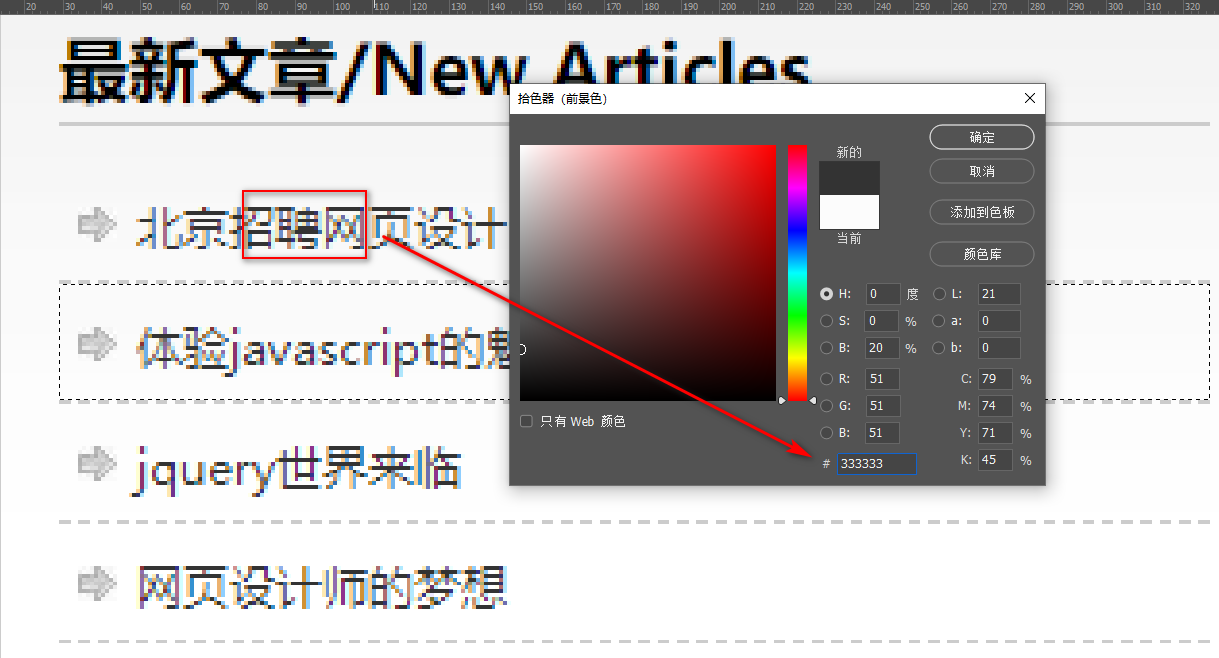 20 30 40 50 60 70 80 90 100 110 120 130 140 150 160 170 180 190 200 210 220 230 240 250 260 270 280 290 300 310 320
最新文章/New Articles
拾色器（前景色）
确定
新的
取消
添加到色板
当前
颜色库
北京招聘网页设计
H: 0 度 L: 21
S: 0 % a: 0
B: 20 % b: 0
体验javascript的魅
R: 51 C: 79 %
G: 51 M: 74 %
只有 Web 颜色
B: 51 Y: 71 %
# 333333 K: 45 %
jquery世界来临
网页设计师的梦想